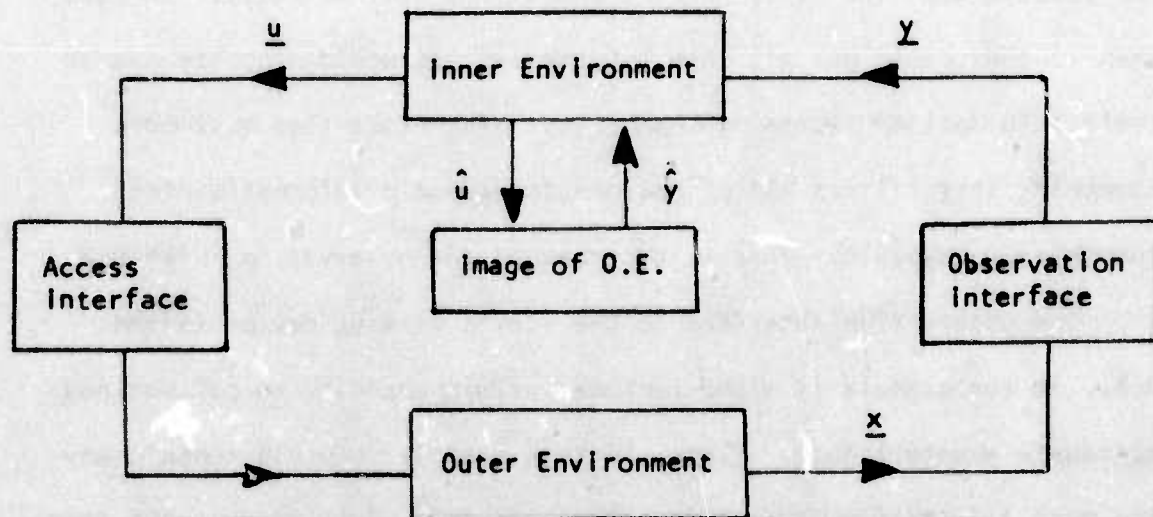 u
y
Inner Environment
û
ŷ
Access
Interface
Image of O.E.
Observation
Interface
Outer Environment
x